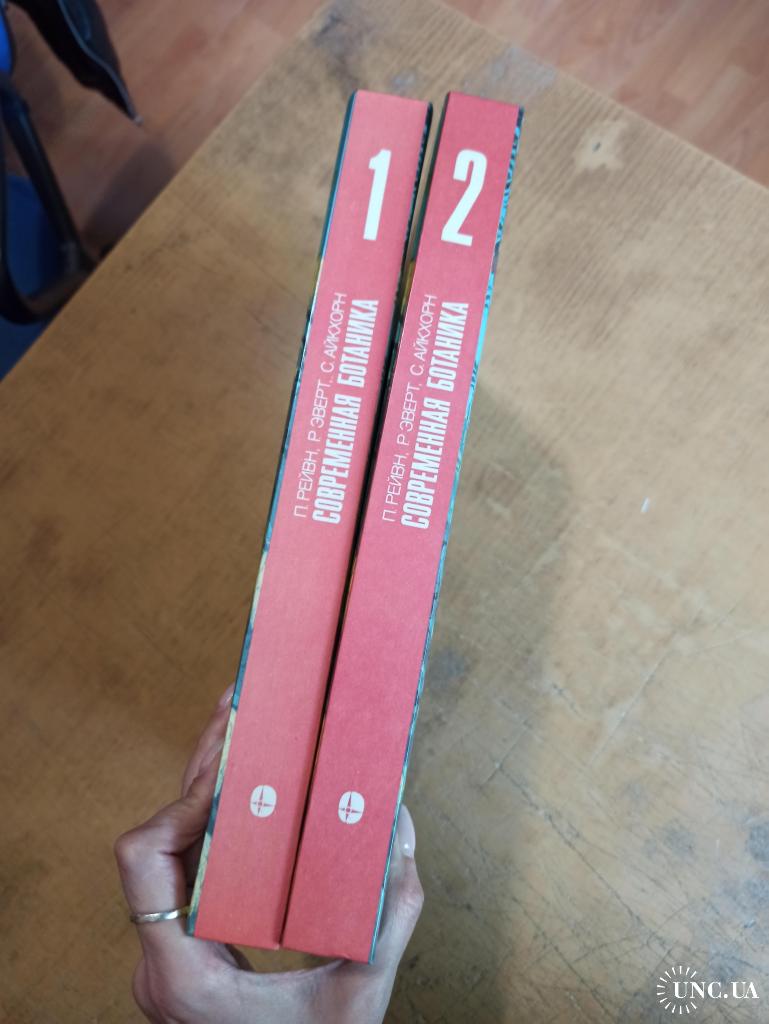 1
П. РЕЙВН, Р. ЭВЕРТ, С. АЙКХОРН
СОВРЕМЕННАЯ БОТАНИКА
2
П. РЕЙВН, Р. ЭВЕРТ, С. АЙКХОРН
СОВРЕМЕННАЯ БОТАНИКА
UNC.UA